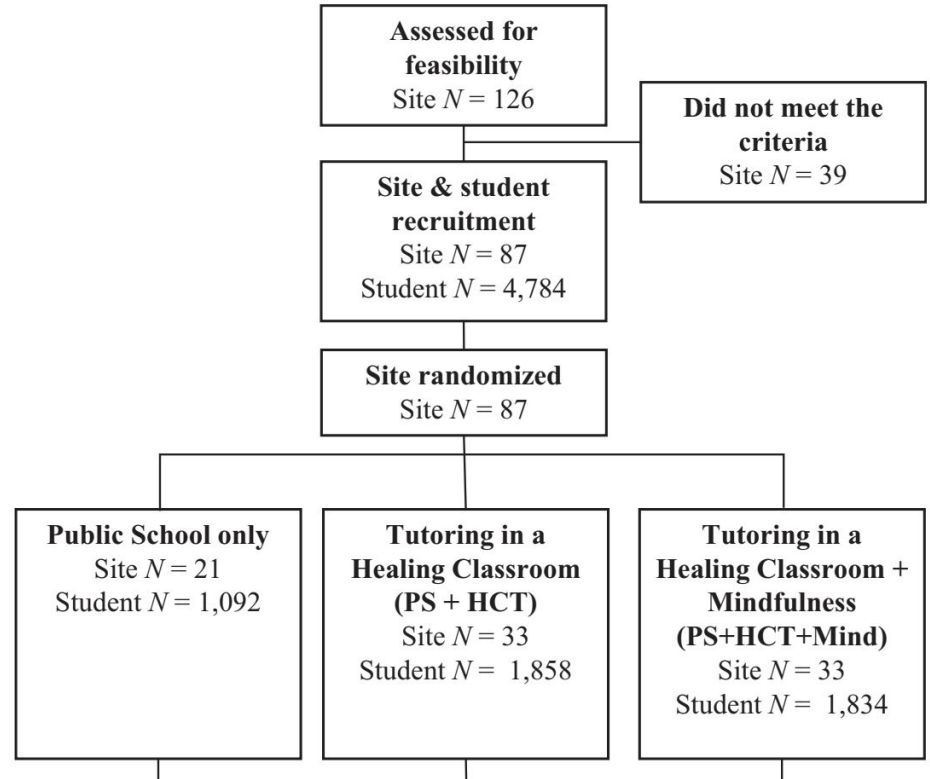 Assessed for
feasibility
Site N = 126
Did not meet the
criteria
Site N = 39
Site & student
recruitment
Site N = 87
Student N = 4,784
Site randomized
Site N = 87
Public School only
Site N = 21
Student N = 1,092
Tutoring in a
Healing Classroom
(PS + HCT)
Site N = 33
Student N = 1,858
Tutoring in a
Healing Classroom +
Mindfulness
(PS+HCT+Mind)
Site N = 33
Student N = 1,834